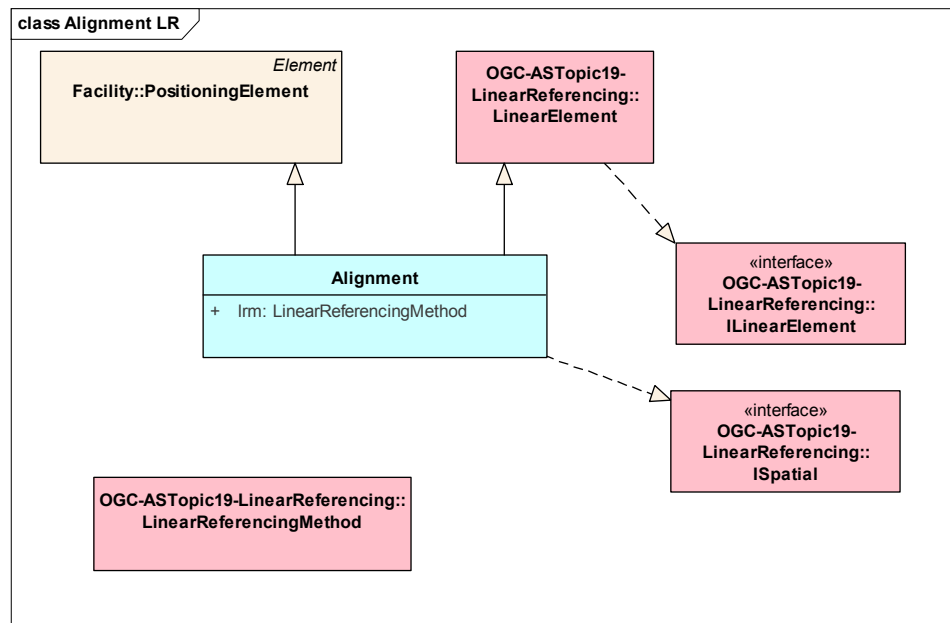 class Alignment LR
Element
Facility::PositioningElement
OGC-ASTopic19-
LinearReferencing::
LinearElement
Alignment
+ lrm: LinearReferencingMethod
«interface»
OGC-ASTopic19-
LinearReferencing::
ILinearElement
«interface»
OGC-ASTopic19-
LinearReferencing::
ISpatial
OGC-ASTopic19-LinearReferencing::
LinearReferencingMethod